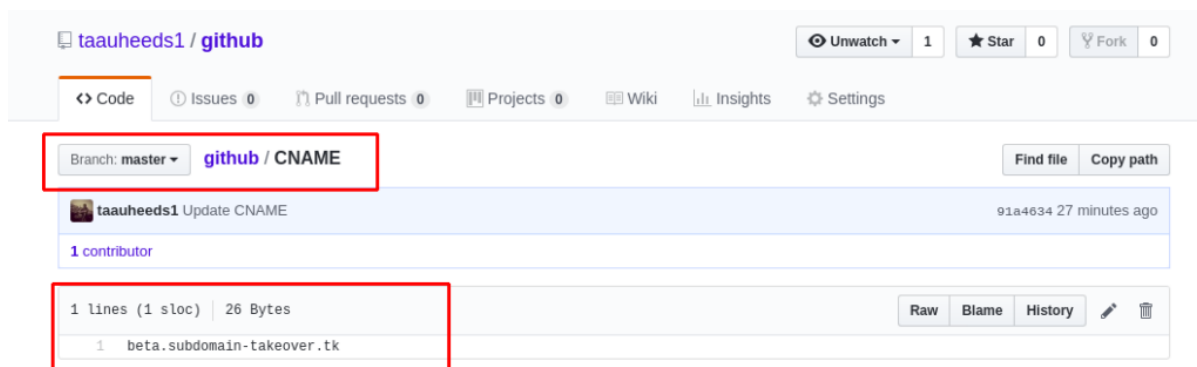 taauheeds1 / github
Unwatch 1 Star 0 Fork 0
Code Issues 0 Pull requests 0 Projects 0 Wiki Insights Settings
Branch: master github / CNAME Find file Copy path
taauheeds1 Update CNAME 91a4634 27 minutes ago
1 contributor
1 lines (1 sloc) 26 Bytes Raw Blame History
1 beta.subdomain-takeover.tk